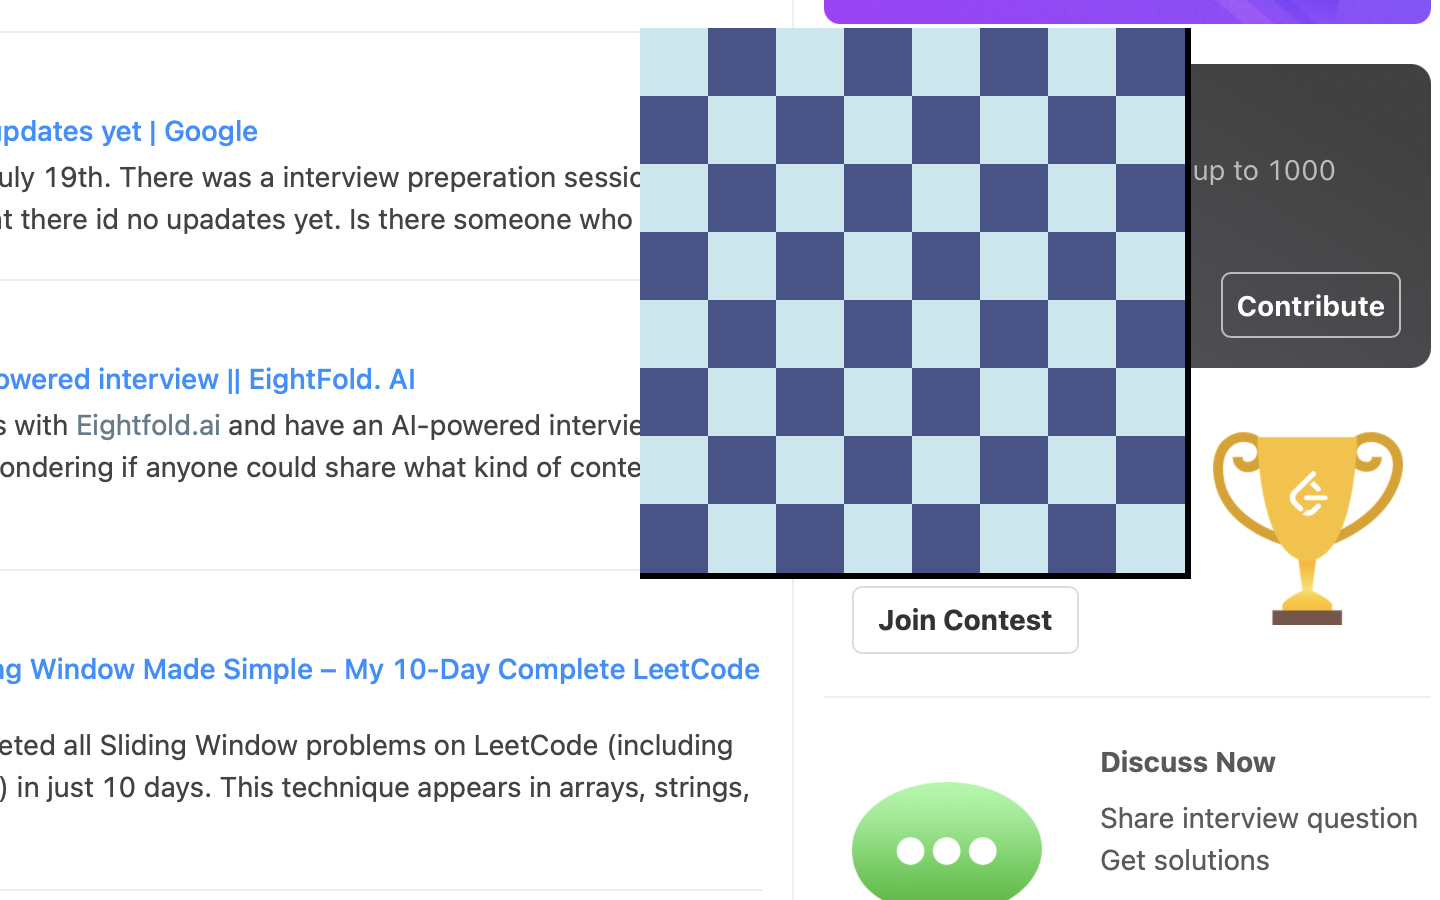 updates yet | Google
uly 19th. There was a interview preperation sessic
t there id no upadates yet. Is there someone who
owered interview || EightFold. AI
s with Eightfold.ai and have an AI-powered intervie
ondering if anyone could share what kind of conte
ng Window Made Simple – My 10-Day Complete LeetCode
eted all Sliding Window problems on LeetCode (including
) in just 10 days. This technique appears in arrays, strings,
up to 1000
Contribute
Join Contest
Discuss Now
Share interview question
Get solutions